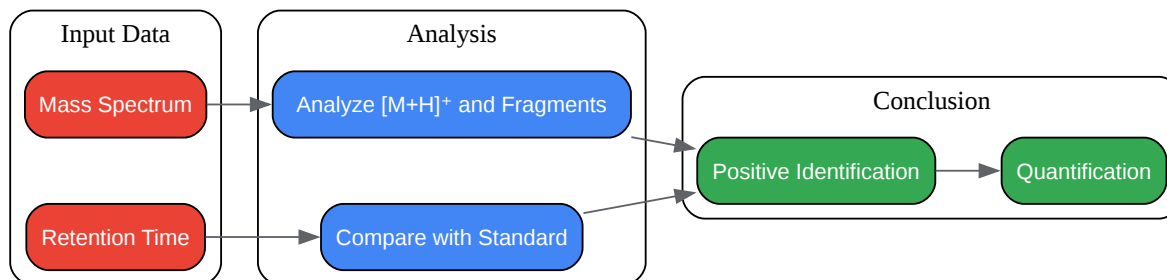 Input Data
Mass Spectrum
Retention Time
Analysis
Analyze [M+H]⁺ and Fragments
Compare with Standard
Conclusion
Positive Identification
Quantification